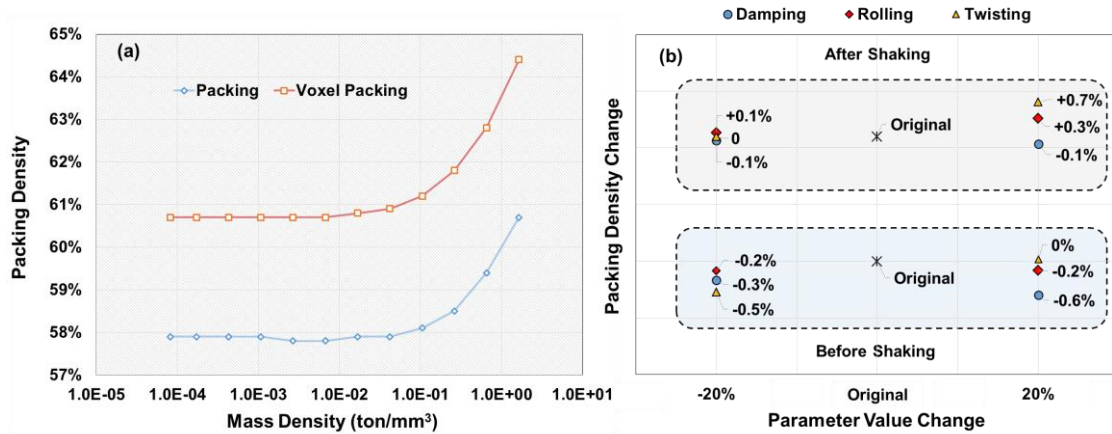 65%
64%
63%
62%
61%
60%
59%
58%
57%
(a)
Packing
Voxel Packing
Packing Density
1.0E-05
1.0E-04
1.0E-03
1.0E-02
1.0E-01
1.0E+00
1.0E+01
Mass Density (ton/mm³)
Damping
Rolling
Twisting
(b)
After Shaking
+0.1%
0
-0.1%
Original
+0.7%
+0.3%
-0.1%
Packing Density Change
-0.2%
-0.3%
-0.5%
Original
0%
-0.2%
-0.6%
Before Shaking
-20%
Original
20%
Parameter Value Change